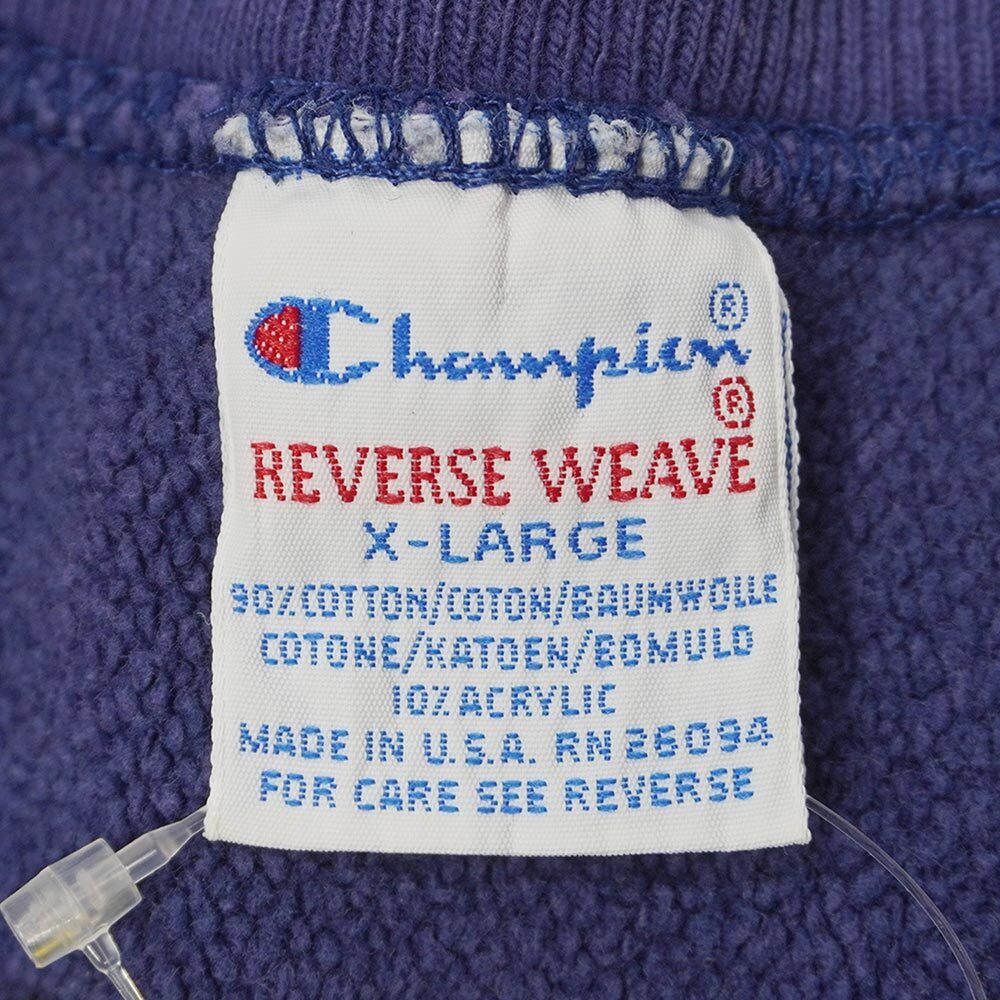 Champion®
REVERSE WEAVE®
X-LARGE
90% COTTON/COTON/BAUMWOLLE
COTONE/KATOEN/BOMULD
10% ACRYLIC
MADE IN U.S.A. RN 26094
FOR CARE SEE REVERSE